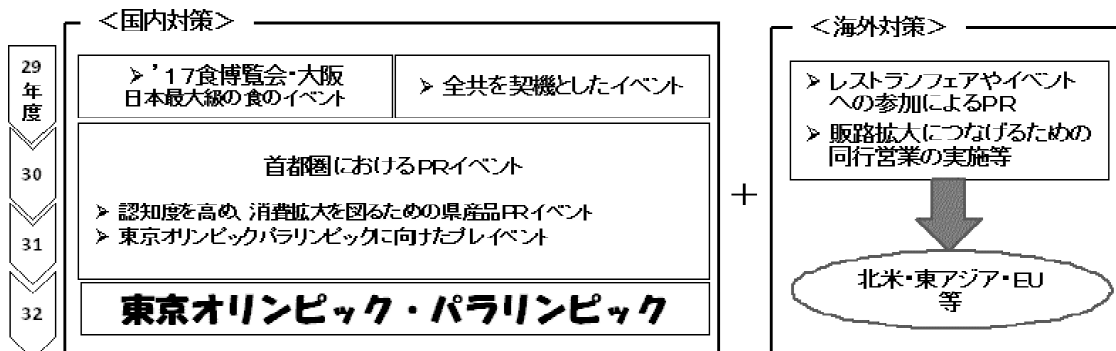 ＜国内対策＞
29
年
度
30
31
32
➢ ’17食博覧会・大阪
日本最大級の食のイベント
➢ 全共を契機としたイベント
首都圏におけるPRイベント
➢ 認知度を高め、消費拡大を図るための県産品PRイベント
➢ 東京オリンピックパラリンピックに向けたプレイベント
東京オリンピック・パラリンピック
＋
＜海外対策＞
➢ レストランフェアやイベント
への参加によるPR
➢ 販路拡大につなげるための
同行営業の実施等
北米・東アジア・EU
等